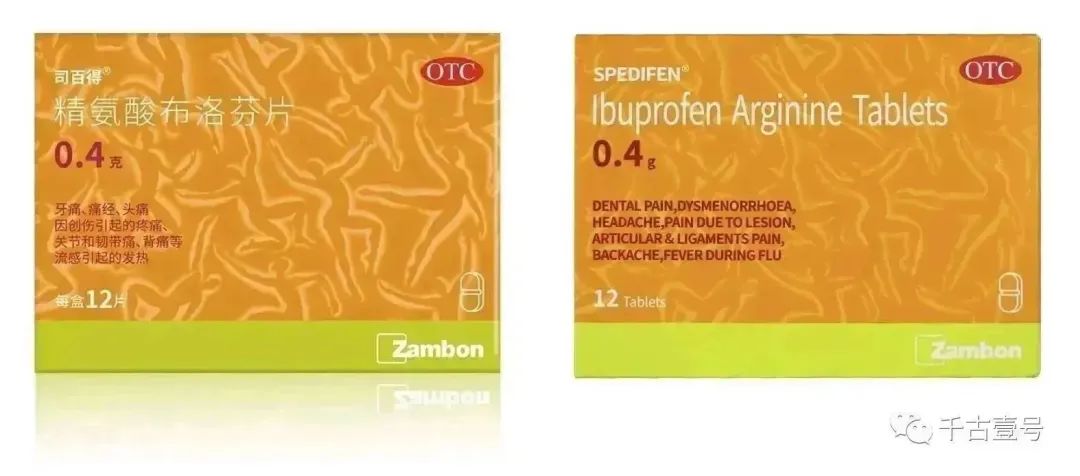 司百得®
OTC
精氨酸布洛芬片
0.4克
牙痛、痛经、头痛
因创伤引起的疼痛、
关节和韧带痛、背痛等
流感引起的发热
每盒12片
Zambon
Zambon
SPEDIFEN®
OTC
Ibuprofen Arginine Tablets
0.4g
DENTAL PAIN,DYSMENORRHOEA,
HEADACHE,PAIN DUE TO LESION,
ARTICULAR & LIGAMENTS PAIN,
BACKACHE,FEVER DURING FLU
12 Tablets
Zambon
千古壹号